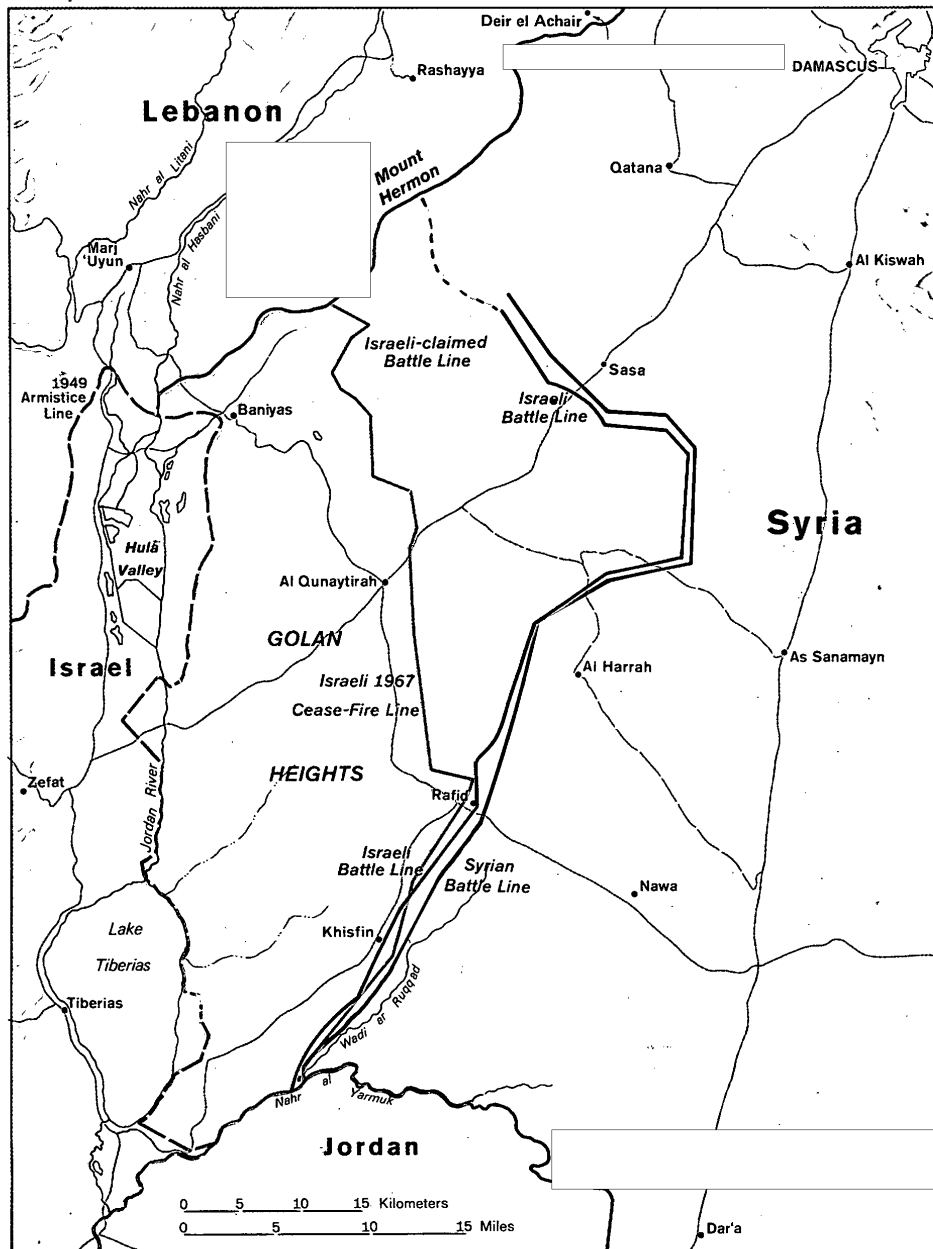 Deir el Achair
DAMASCUS
Rashayya
Lebanon
Nahr al Litani
Mount
Hermon
Qatana
Nahr al Hasbani
Marj
'Uyun
Al Kiswah
Israeli-claimed
Battle Line
Sasa
1949
Armistice
Line
Israeli
Battle Line
Baniyas
Syria
Hula
Valley
Al Qunaytirah
GOLAN
Israel
Israeli 1967
Cease-Fire Line
Al Harrah
As Sanamayn
HEIGHTS
Zefat
Jordan River
Rafid
Israeli
Battle Line
Syrian
Battle Line
Nawa
Lake
Tiberias
Khisfin
Tiberias
Wadi ar Ruqqad
Nahr al Yarmuk
Jordan
0 5 10 15 Kilometers
0 5 10 15 Miles
Dar'a